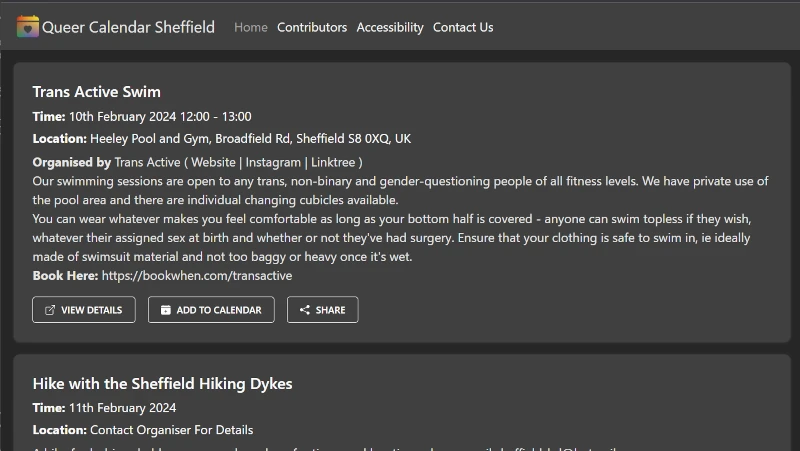 Queer Calendar Sheffield Home Contributors Accessibility Contact Us
Trans Active Swim
Time: 10th February 2024 12:00 - 13:00
Location: Heeley Pool and Gym, Broadfield Rd, Sheffield S8 0XQ, UK
Organised by Trans Active ( Website | Instagram | Linktree )
Our swimming sessions are open to any trans, non-binary and gender-questioning people of all fitness levels. We have private use of
the pool area and there are individual changing cubicles available.
You can wear whatever makes you feel comfortable as long as your bottom half is covered - anyone can swim topless if they wish,
whatever their assigned sex at birth and whether or not they've had surgery. Ensure that your clothing is safe to swim in, ie ideally
made of swimsuit material and not too baggy or heavy once it's wet.
Book Here: https://bookwhen.com/transactive
VIEW DETAILS ADD TO CALENDAR SHARE
Hike with the Sheffield Hiking Dykes
Time: 11th February 2024
Location: Contact Organiser For Details